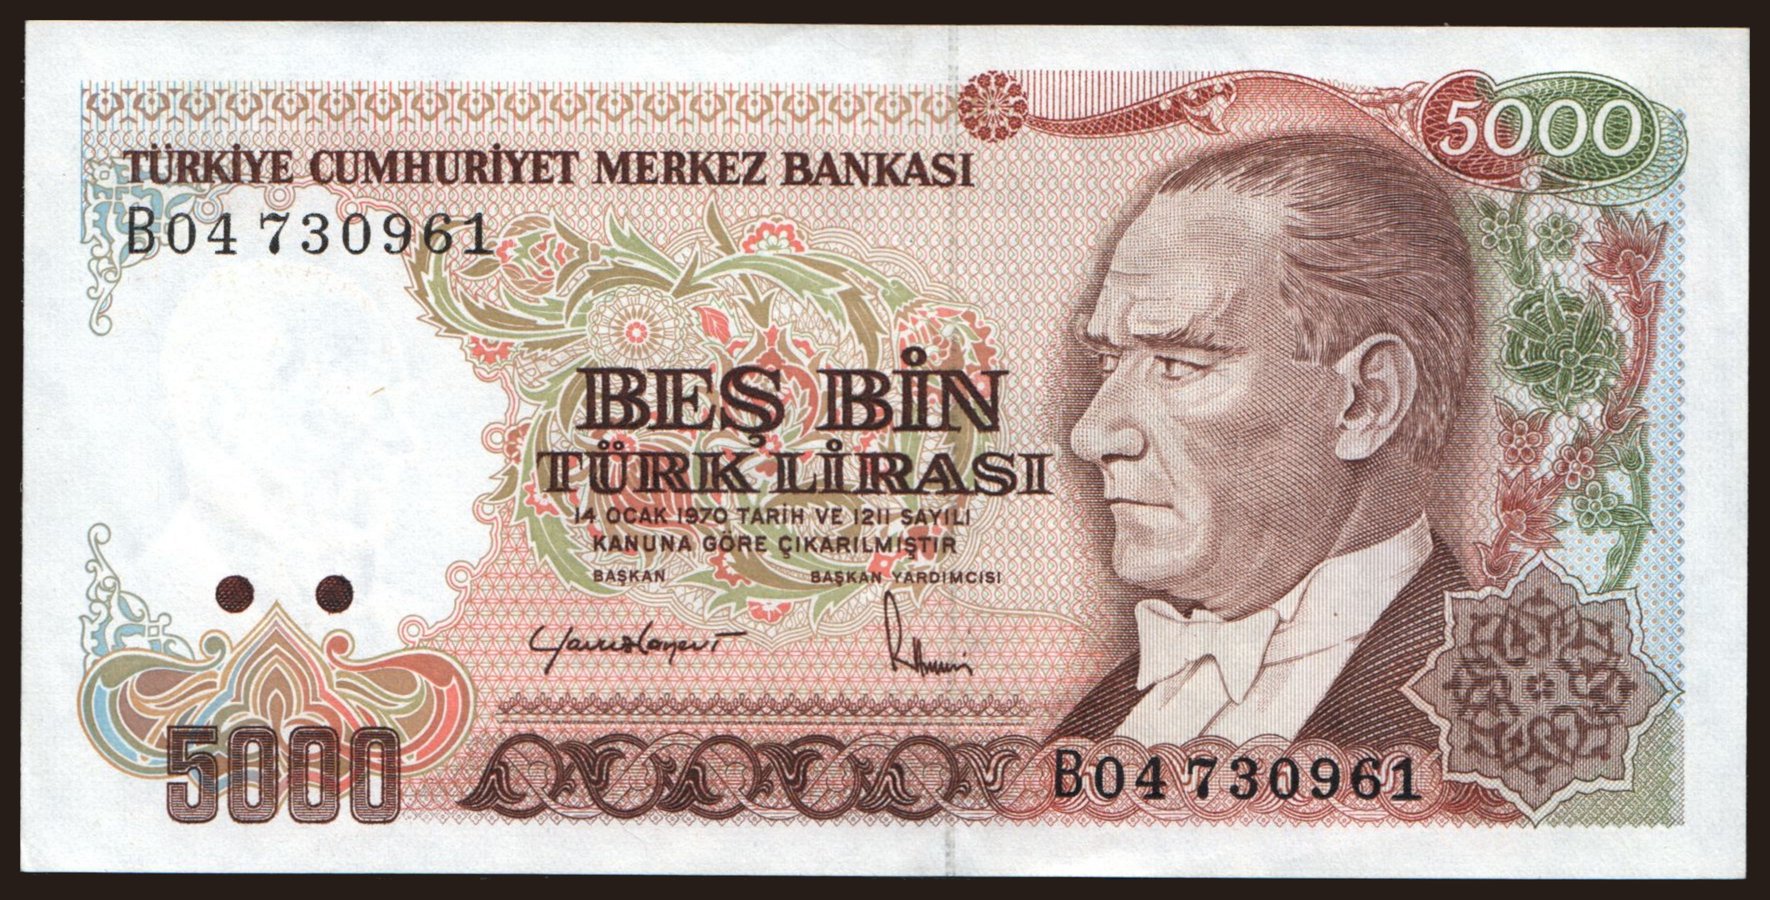 5000
TÜRKİYE CUMHURİYET MERKEZ BANKASI
B04 730961
BEŞ BİN
TÜRK LİRASI
14 OCAK 1970 TARİH VE 1211 SAYILI
KANUNA GÖRE ÇIKARILMIŞTIR
BAŞKAN BAŞKAN YARDIMCISI
5000
B04 730961